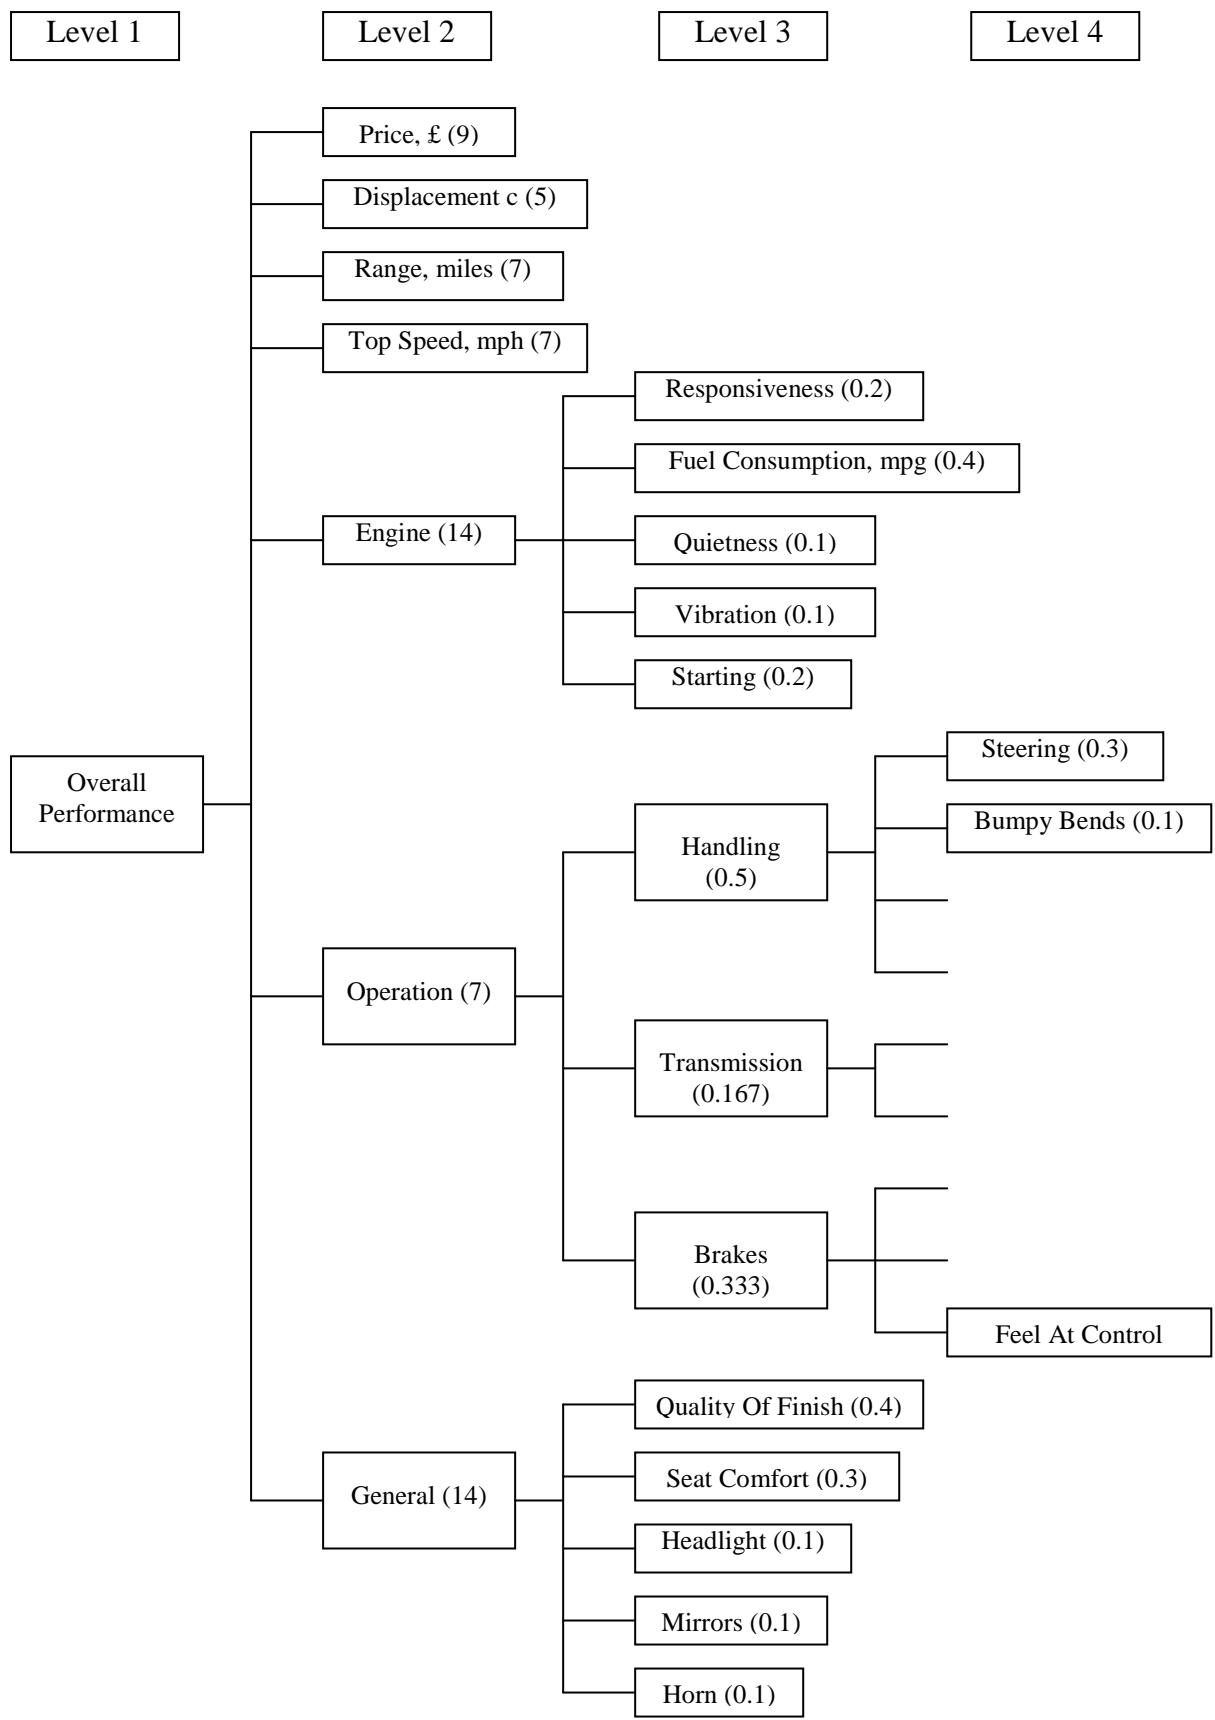 Level 1
Level 2
Level 3
Level 4
Price, £ (9)
Displacement c (5)
Range, miles (7)
Top Speed, mph (7)
Responsiveness (0.2)
Fuel Consumption, mpg (0.4)
Engine (14)
Quietness (0.1)
Vibration (0.1)
Starting (0.2)
Overall
Performance
Steering (0.3)
Bumpy Bends (0.1)
Handling
(0.5)
Operation (7)
Transmission
(0.167)
Brakes
(0.333)
Feel At Control
Quality Of Finish (0.4)
Seat Comfort (0.3)
General (14)
Headlight (0.1)
Mirrors (0.1)
Horn (0.1)